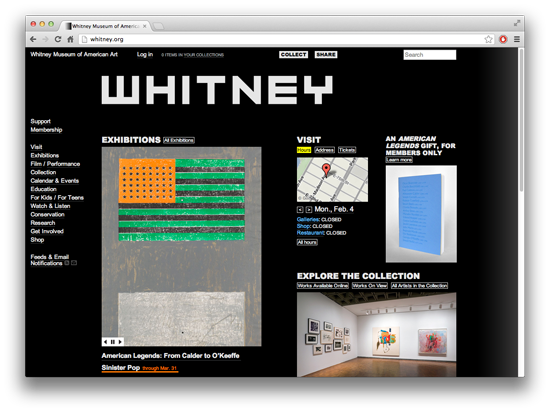 Whitney Museum of American
whitney.org
Whitney Museum of American Art
Log in
0 ITEMS IN YOUR COLLECTIONS
COLLECT
SHARE
Search
WHITNEY
Support
Membership
Visit
Exhibitions
Film / Performance
Collection
Calendar & Events
Education
For Kids / For Teens
Watch & Listen
Conservation
Research
Get Involved
Shop
Feeds & Email
Notifications
EXHIBITIONS
All Exhibitions
American Legends: From Calder to O'Keeffe
Sinister Pop through Mar. 31
VISIT
Hours
Address
Tickets
Mon., Feb. 4
Galleries: CLOSED
Shop: CLOSED
Restaurant: CLOSED
All hours
AN AMERICAN
LEGENDS GIFT, FOR
MEMBERS ONLY
Learn more
EXPLORE THE COLLECTION
Works Available Online
Works On View
All Artists in the Collection